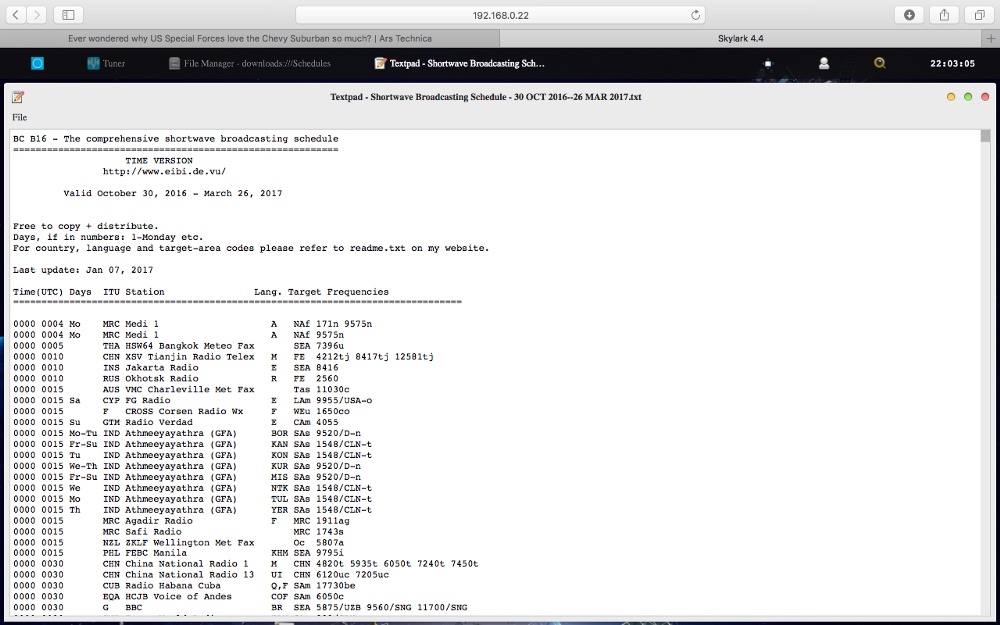 192.168.0.22
Ever wondered why US Special Forces love the Chevy Suburban so much? | Ars Technica
Skylark 4.4
Tuner
File Manager - downloads:///Schedules
Textpad - Shortwave Broadcasting Sch...
22:03:05
Textpad - Shortwave Broadcasting Schedule - 30 OCT 2016--26 MAR 2017.txt
File
BC B16 - The comprehensive shortwave broadcasting schedule
==========================================================
TIME VERSION
http://www.eibi.de.vu/
Valid October 30, 2016 - March 26, 2017
Free to copy + distribute.
Days, if in numbers: 1-Monday etc.
For country, language and target-area codes please refer to readme.txt on my website.
Last update: Jan 07, 2017
Time(UTC) Days  ITU Station                Lang. Target Frequencies
================================================================================
0000 0004 Mo    MRC Medi 1                    A   NAf 171n 9575n
0000 0004 Mo    MRC Medi 1                    A   NAf 9575n
0000 0005       THA HSW64 Bangkok Meteo Fax       SEA 7396u
0000 0010       CHN XSV Tianjin Radio Telex   M   FE  4212tj 8417tj 12581tj
0000 0010       INS Jakarta Radio             E   SEA 8416
0000 0010       RUS Okhotsk Radio             R   FE  2560
0000 0015       AUS VMC Charleville Met Fax       Tas 11030c
0000 0015 Sa    CYP FG Radio                  E   LAm 9955/USA-o
0000 0015       F   CROSS Corsen Radio Wx     F   WEu 1650co
0000 0015 Su    GTM Radio Verdad              E   CAm 4055
0000 0015 Mo-Tu IND Athmeeyayathra (GFA)      BOR SAs 9520/D-n
0000 0015 Fr-Su IND Athmeeyayathra (GFA)      KAN SAs 1548/CLN-t
0000 0015 Tu    IND Athmeeyayathra (GFA)      KON SAs 1548/CLN-t
0000 0015 We-Th IND Athmeeyayathra (GFA)      KUR SAs 9520/D-n
0000 0015 Fr-Su IND Athmeeyayathra (GFA)      MIS SAs 9520/D-n
0000 0015 We    IND Athmeeyayathra (GFA)      NTK SAs 1548/CLN-t
0000 0015 Mo    IND Athmeeyayathra (GFA)      TUL SAs 1548/CLN-t
0000 0015 Th    IND Athmeeyayathra (GFA)      YER SAs 1548/CLN-t
0000 0015       MRC Agadir Radio              F   MRC 1911ag
0000 0015       MRC Safi Radio                    MRC 1743s
0000 0015       NZL ZKLF Wellington Met Fax       Oc  5807a
0000 0015       PHL FEBC Manila               KHM SEA 9795i
0000 0030       CHN China National Radio 1    M   CHN 4820t 5935t 6050t 7240t 7450t
0000 0030       CHN China National Radio 13   UI  CHN 6120uc 7205uc
0000 0030       CUB Radio Habana Cuba         Q,F SAm 17730be
0000 0030       EQA HCJB Voice of Andes       COF SAm 6050c
0000 0030       G   BBC                       BR  SEA 5875/UZB 9560/SNG 11700/SNG